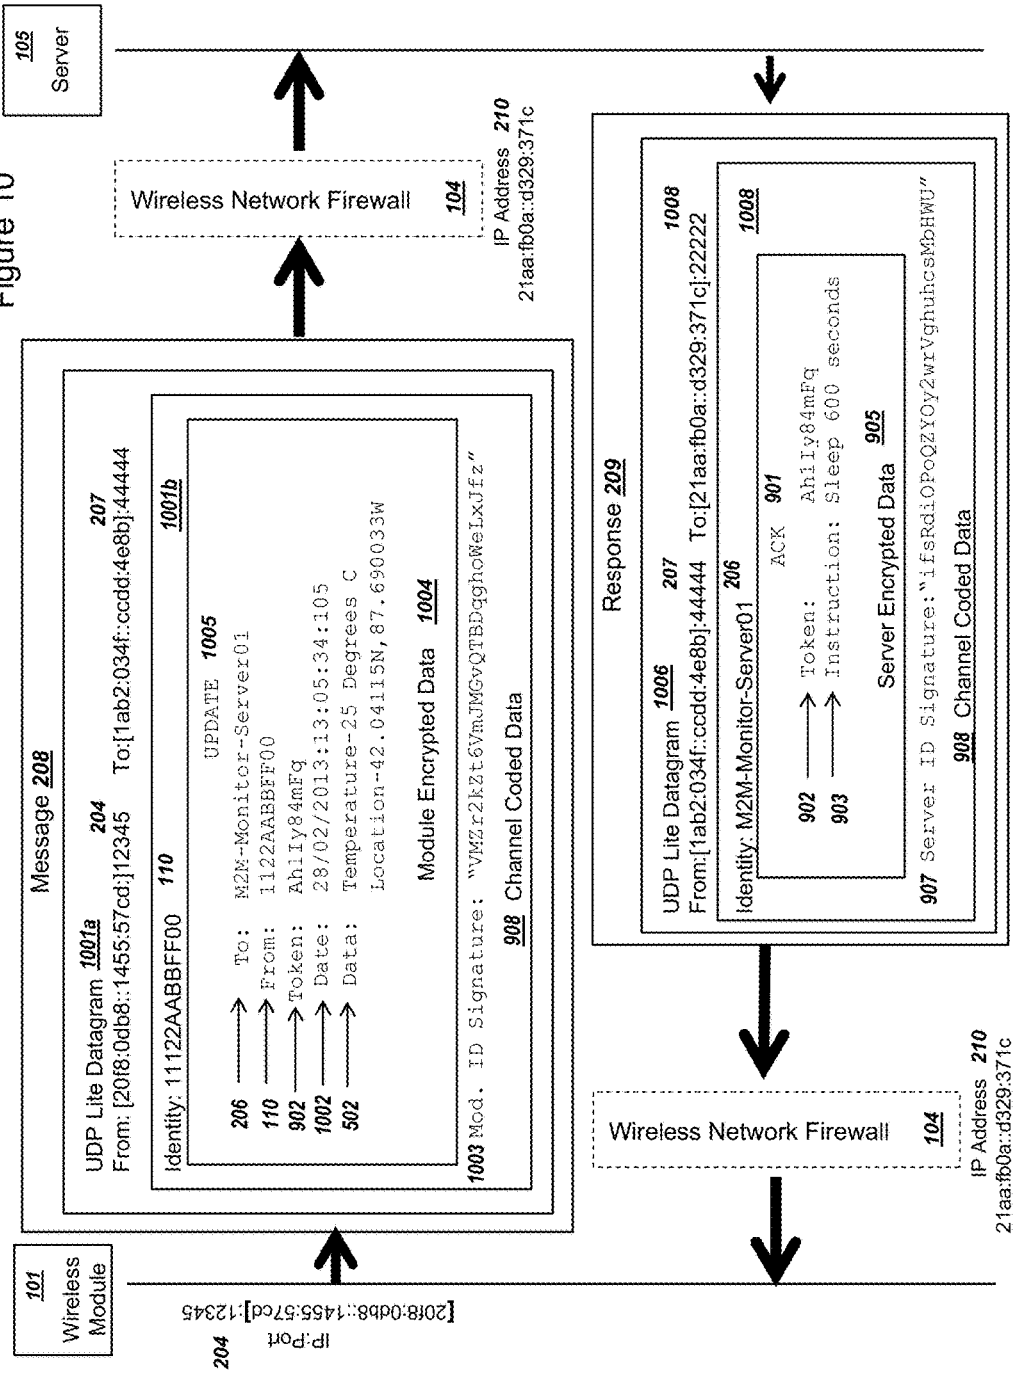 Figure 10
101
Wireless
Module
105
Server
204
IP:Port
[20f8:0db8::1455:57cd]:12345
Message 208
UDP Lite Datagram 1001a 204 207
From: [20f8:0db8::1455:57cd:]12345 To:[1ab2:034f::ccdd:4e8b]:44444
Identity: 11122AABBFF00 110 1001b
UPDATE 1005
206 To: M2M-Monitor-Server01
110 From: 1122AABBFF00
902 Token: Ah1Iy84mFq
1002 Date: 28/02/2013:13:05:34:105
502 Data: Temperature-25 Degrees C
Location-42.04115N,87.690033W
Module Encrypted Data 1004
1003 Mod. ID Signature: "VMZr2kZt6VmJMGvQTBDqghoWeLxJfz"
908 Channel Coded Data
Wireless Network Firewall 104
IP Address 210
21aa:fb0a::d329:371c
Response 209
UDP Lite Datagram 1006 207 1008
From:[1ab2:034f::ccdd:4e8b]:44444 To:[21aa:fb0a::d329:371c]:22222
Identity: M2M-Monitor-Server01 206 1008
ACK 901
902 Token: Ah1Iy84mFq
903 Instruction: Sleep 600 seconds
Server Encrypted Data 905
907 Server ID Signature:"ifsRdiOPoQZYOy2wrVghuhcsMbHWU"
908 Channel Coded Data
Wireless Network Firewall 104
IP Address 210
21aa:fb0a::d329:371c